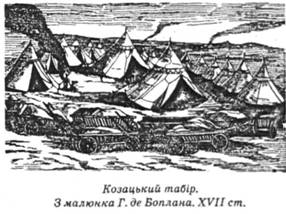 Козацький табір.
З малюнка Г. де Боплана. XVII ст.